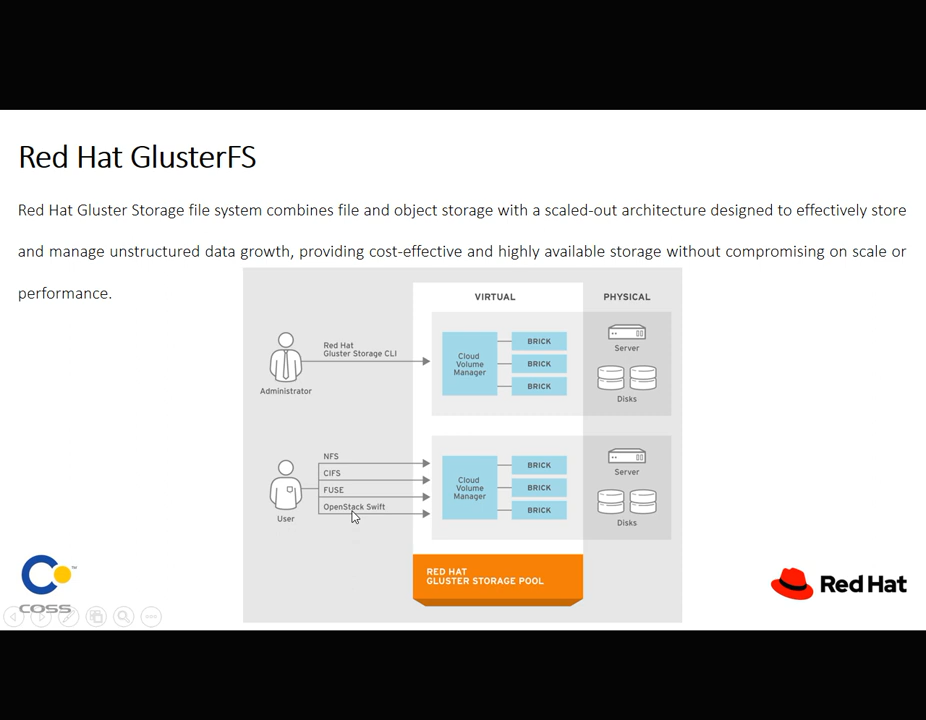 Red Hat GlusterFS
Red Hat Gluster Storage file system combines file and object storage with a scaled-out architecture designed to effectively store
and manage unstructured data growth, providing cost-effective and highly available storage without compromising on scale or
performance.
VIRTUAL
PHYSICAL
Red Hat
Gluster Storage CLI
Administrator
Cloud
Volume
Manager
BRICK
BRICK
BRICK
Server
Disks
NFS
CIFS
FUSE
OpenStack Swift
User
Cloud
Volume
Manager
BRICK
BRICK
BRICK
Server
Disks
RED HAT
GLUSTER STORAGE POOL
TM
COSS
Red Hat